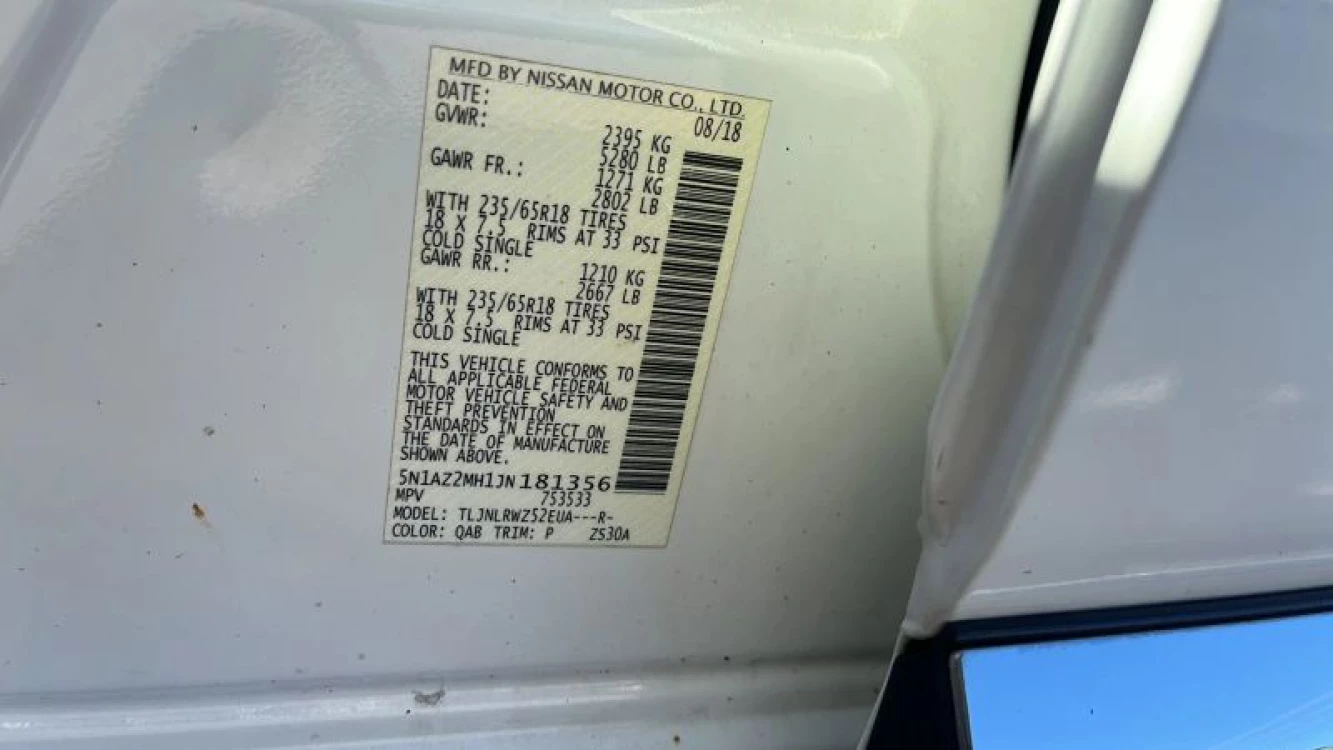 MFD BY NISSAN MOTOR CO., LTD.
DATE: 08/18
GVWR: 2395 KG
5280 LB
GAWR FR.: 1271 KG
2802 LB
WITH 235/65R18 TIRES
18 X 7.5 RIMS AT 33 PSI
COLD SINGLE
GAWR RR.: 1210 KG
2667 LB
WITH 235/65R18 TIRES
18 X 7.5 RIMS AT 33 PSI
COLD SINGLE
THIS VEHICLE CONFORMS TO
ALL APPLICABLE FEDERAL
MOTOR VEHICLE SAFETY AND
THEFT PREVENTION
STANDARDS IN EFFECT ON
THE DATE OF MANUFACTURE
SHOWN ABOVE.
5N1AZ2MH1JN181356
MPV 753533
MODEL: TLJNLRWZ52EUA---R-
COLOR: QAB TRIM: P ZS30A